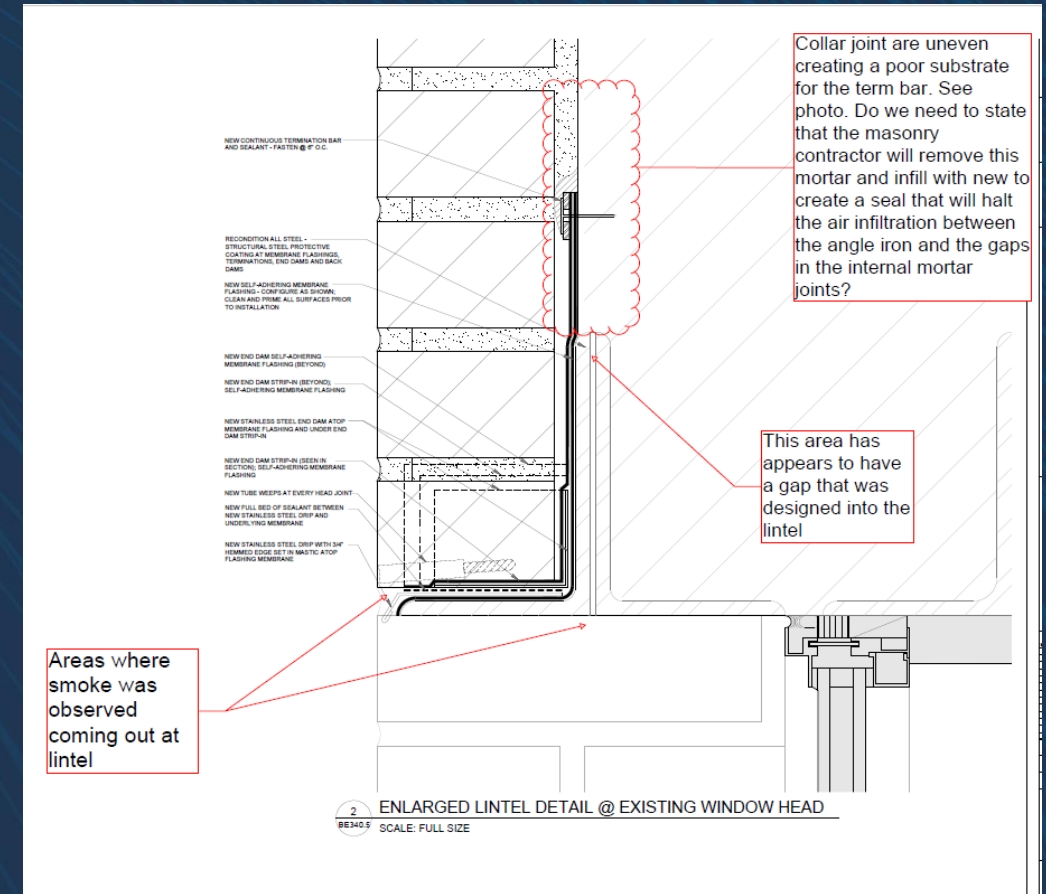 Collar joint are uneven
creating a poor substrate
for the term bar. See
photo. Do we need to state
that the masonry
contractor will remove this
mortar and infill with new to
create a seal that will halt
the air infiltration between
the angle iron and the gaps
in the internal mortar
joints?
NEW CONTINUOUS TERMINATION BAR
AND SEALANT - FASTEN @ 6" O.C.
RECONDITION ALL STEEL -
STRUCTURAL STEEL PROTECTIVE
COATING AT MEMBRANE FLASHINGS,
TERMINATIONS, END DAMS AND BACK
DAMS
NEW SELF-ADHERING MEMBRANE
FLASHING - CONFIGURE AS SHOWN;
CLEAN AND PRIME ALL SURFACES PRIOR
TO INSTALLATION
NEW END DAM SELF-ADHERING
MEMBRANE FLASHING (BEYOND)
NEW END DAM STRIP-IN (BEYOND);
SELF-ADHERING MEMBRANE FLASHING
NEW STAINLESS STEEL END DAM ATOP
MEMBRANE FLASHING AND UNDER END
DAM STRIP-IN
NEW END DAM STRIP-IN (SEEN IN
SECTION); SELF-ADHERING MEMBRANE
FLASHING
NEW TUBE WEEPS AT EVERY HEAD JOINT
NEW FULL BED OF SEALANT BETWEEN
NEW STAINLESS STEEL DRIP AND
UNDERLYING MEMBRANE
NEW STAINLESS STEEL DRIP WITH 3/4"
HEMMED EDGE SET IN MASTIC ATOP
FLASHING MEMBRANE
This area has
appears to have
a gap that was
designed into the
lintel
Areas where
smoke was
observed
coming out at
lintel
2
BE340.5
ENLARGED LINTEL DETAIL @ EXISTING WINDOW HEAD
SCALE: FULL SIZE